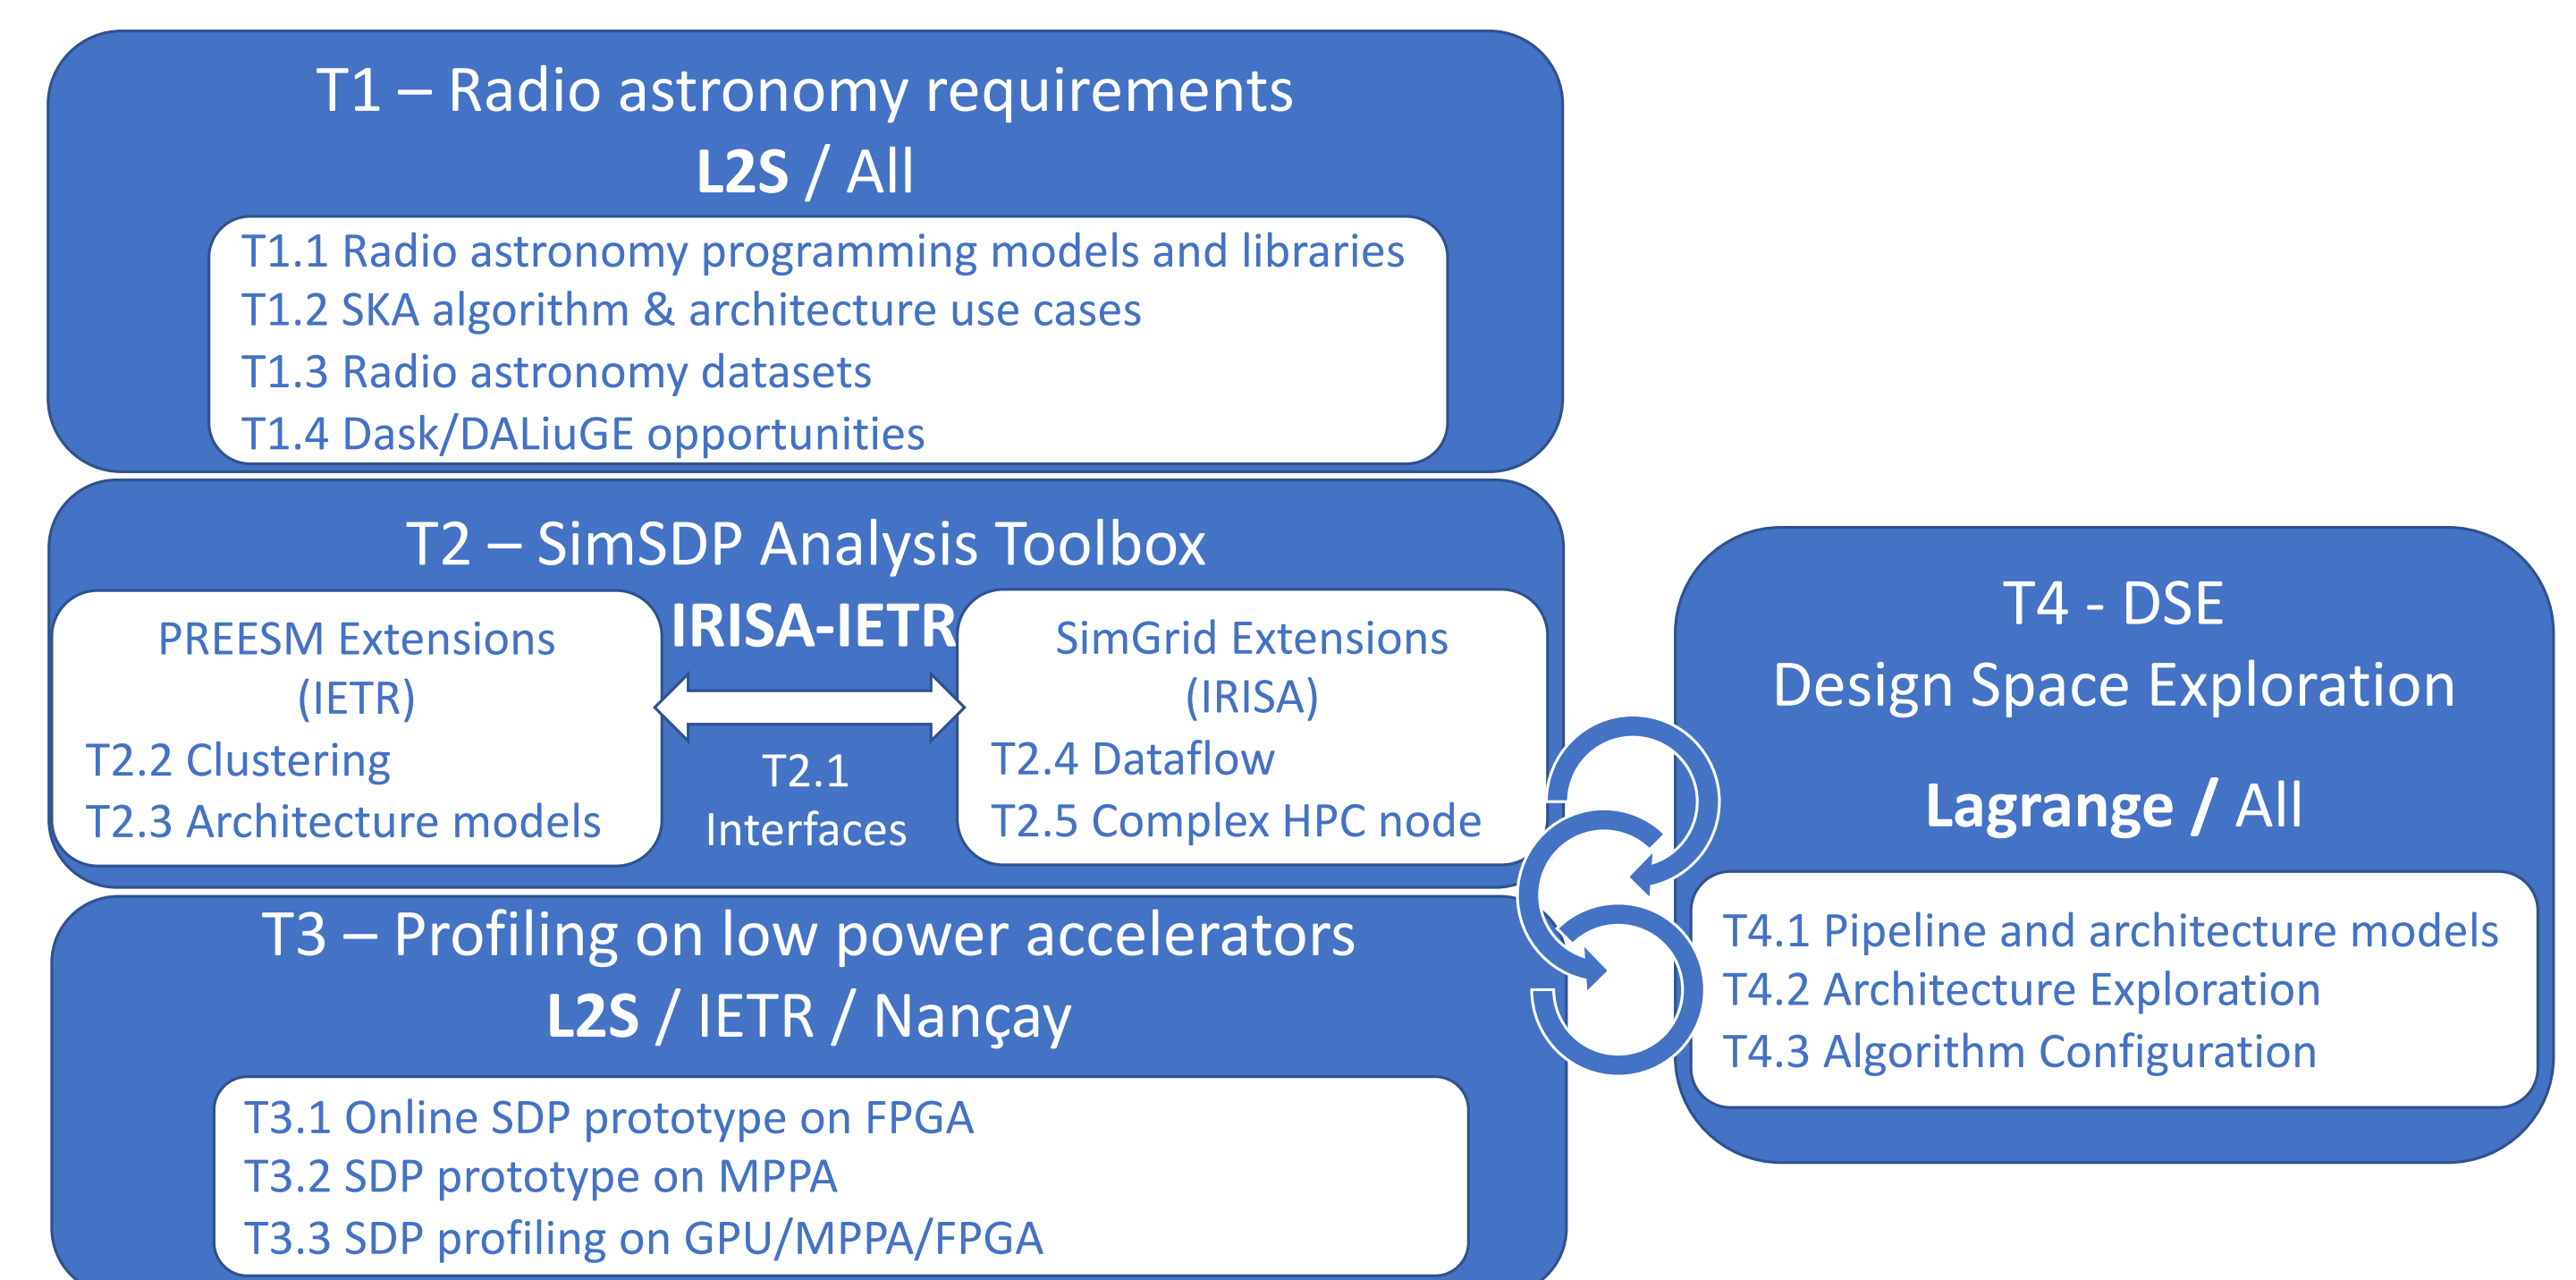 T1 – Radio astronomy requirements
L2S / All
T1.1 Radio astronomy programming models and libraries
T1.2 SKA algorithm & architecture use cases
T1.3 Radio astronomy datasets
T1.4 Dask/DALiuGE opportunities
T2 – SimSDP Analysis Toolbox
IRISA-IETR
PREESM Extensions
(IETR)
T2.2 Clustering
T2.3 Architecture models
T2.1
Interfaces
SimGrid Extensions
(IRISA)
T2.4 Dataflow
T2.5 Complex HPC node
T3 – Profiling on low power accelerators
L2S / IETR / Nançay
T3.1 Online SDP prototype on FPGA
T3.2 SDP prototype on MPPA
T3.3 SDP profiling on GPU/MPPA/FPGA
T4 - DSE
Design Space Exploration
Lagrange / All
T4.1 Pipeline and architecture models
T4.2 Architecture Exploration
T4.3 Algorithm Configuration